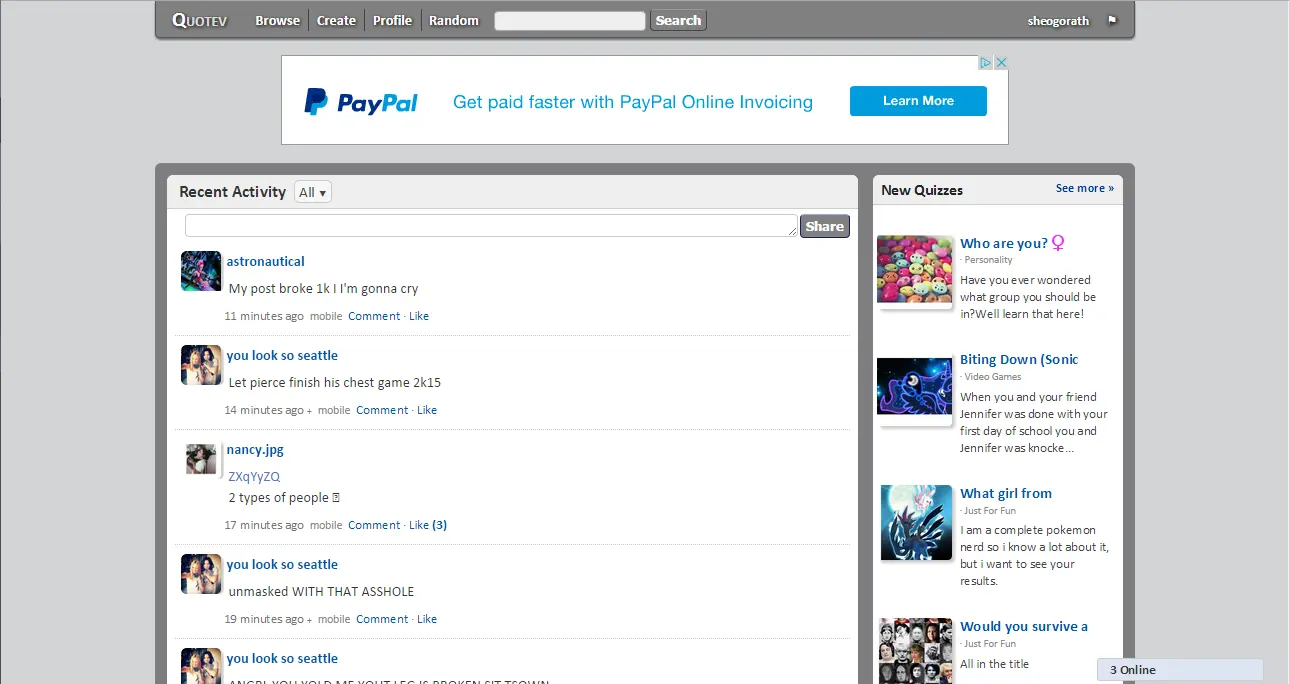 QUOTEV Browse Create Profile Random Search sheogorath
PayPal Get paid faster with PayPal Online Invoicing Learn More
Recent Activity All ▾
Share
astronautical
My post broke 1k I I'm gonna cry
11 minutes ago mobile Comment · Like
you look so seattle
Let pierce finish his chest game 2k15
14 minutes ago + mobile Comment · Like
nancy.jpg
ZXqYyZQ
2 types of people
17 minutes ago mobile Comment · Like (3)
you look so seattle
unmasked WITH THAT ASSHOLE
19 minutes ago + mobile Comment · Like
you look so seattle
New Quizzes See more »
Who are you? ♀
· Personality
Have you ever wondered
what group you should be
in?Well learn that here!
Biting Down (Sonic
· Video Games
When you and your friend
Jennifer was done with your
first day of school you and
Jennifer was knocke...
What girl from
· Just For Fun
I am a complete pokemon
nerd so i know a lot about it,
but i want to see your
results.
Would you survive a
· Just For Fun
All in the title
3 Online